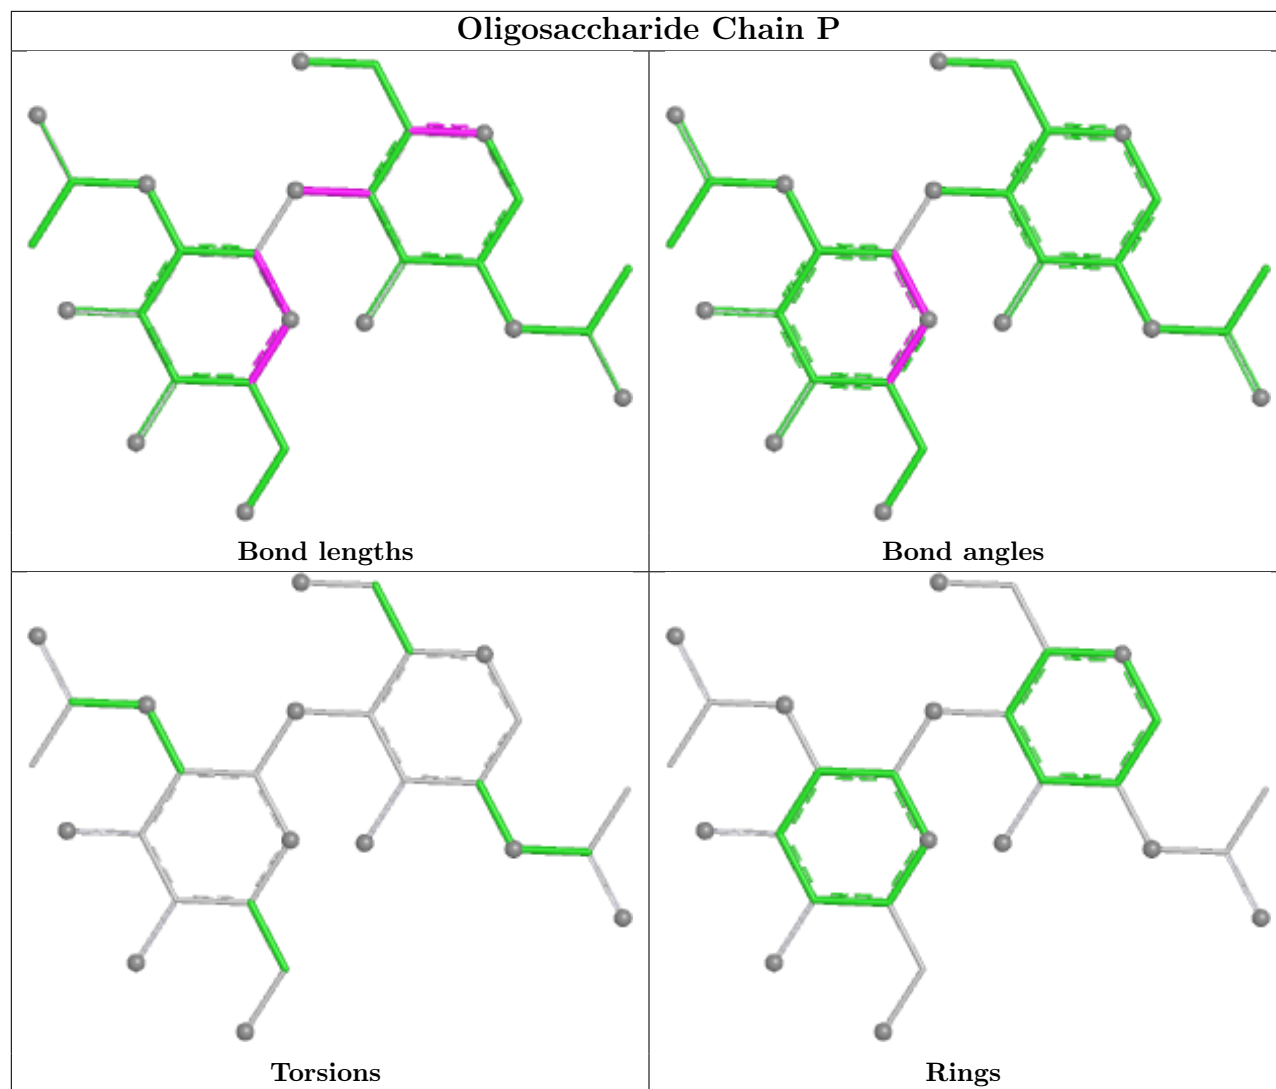 Oligosaccharide Chain P
Bond lengths
Bond angles
Torsions
Rings